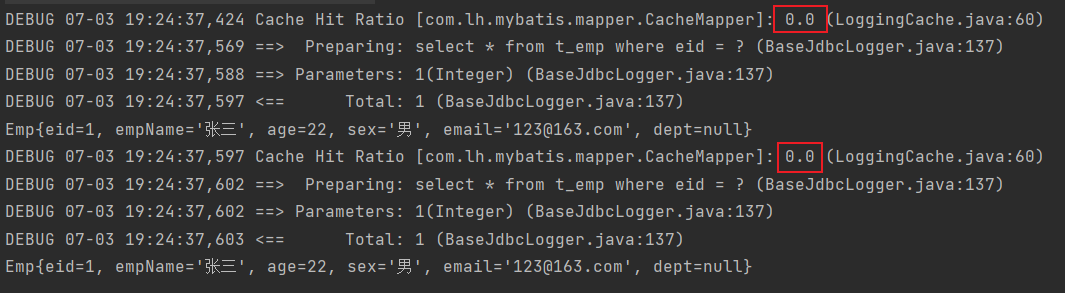 DEBUG 07-03 19:24:37,424 Cache Hit Ratio [com.lh.mybatis.mapper.CacheMapper]: 0.0 (LoggingCache.java:60)
DEBUG 07-03 19:24:37,569 ==>  Preparing: select * from t_emp where eid = ? (BaseJdbcLogger.java:137)
DEBUG 07-03 19:24:37,588 ==> Parameters: 1(Integer) (BaseJdbcLogger.java:137)
DEBUG 07-03 19:24:37,597 <==      Total: 1 (BaseJdbcLogger.java:137)
Emp{eid=1, empName='张三', age=22, sex='男', email='123@163.com', dept=null}
DEBUG 07-03 19:24:37,597 Cache Hit Ratio [com.lh.mybatis.mapper.CacheMapper]: 0.0 (LoggingCache.java:60)
DEBUG 07-03 19:24:37,602 ==>  Preparing: select * from t_emp where eid = ? (BaseJdbcLogger.java:137)
DEBUG 07-03 19:24:37,602 ==> Parameters: 1(Integer) (BaseJdbcLogger.java:137)
DEBUG 07-03 19:24:37,603 <==      Total: 1 (BaseJdbcLogger.java:137)
Emp{eid=1, empName='张三', age=22, sex='男', email='123@163.com', dept=null}